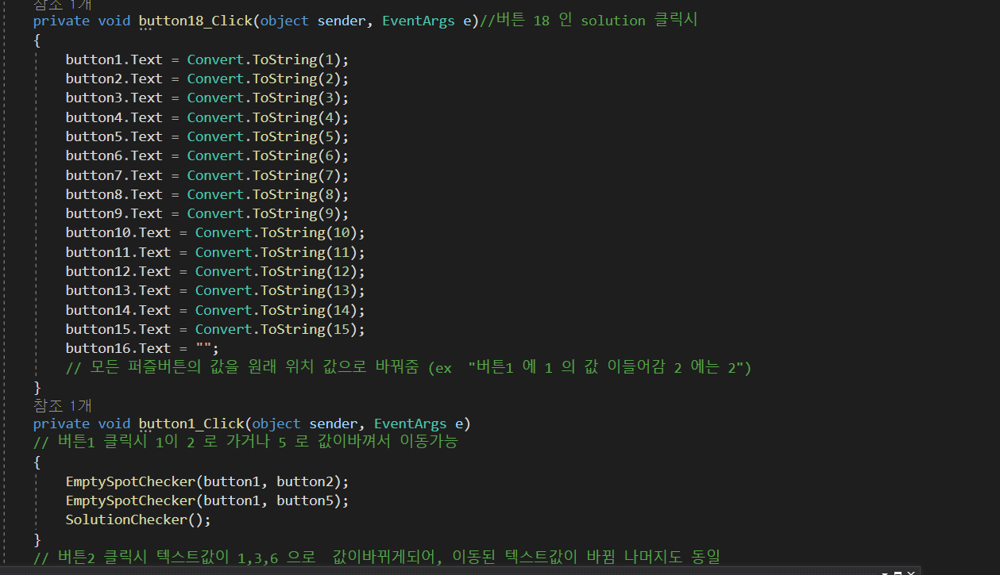 참조 1개
private void button18_Click(object sender, EventArgs e)//버튼 18 인 solution 클릭시
{
button1.Text = Convert.ToString(1);
button2.Text = Convert.ToString(2);
button3.Text = Convert.ToString(3);
button4.Text = Convert.ToString(4);
button5.Text = Convert.ToString(5);
button6.Text = Convert.ToString(6);
button7.Text = Convert.ToString(7);
button8.Text = Convert.ToString(8);
button9.Text = Convert.ToString(9);
button10.Text = Convert.ToString(10);
button11.Text = Convert.ToString(11);
button12.Text = Convert.ToString(12);
button13.Text = Convert.ToString(13);
button14.Text = Convert.ToString(14);
button15.Text = Convert.ToString(15);
button16.Text = "";
// 모든 퍼즐버튼의 값을 원래 위치 값으로 바꿔줌 (ex  "버튼1 에 1 의 값 이들어감 2 에는 2")
}
참조 1개
private void button1_Click(object sender, EventArgs e)
// 버튼1 클릭시 1이 2 로 가거나 5 로 값이바껴서 이동가능
{
EmptySpotChecker(button1, button2);
EmptySpotChecker(button1, button5);
SolutionChecker();
}
// 버튼2 클릭시 텍스트값이 1,3,6 으로  값이바뀌게되어, 이동된 텍스트값이 바뀜 나머지도 동일